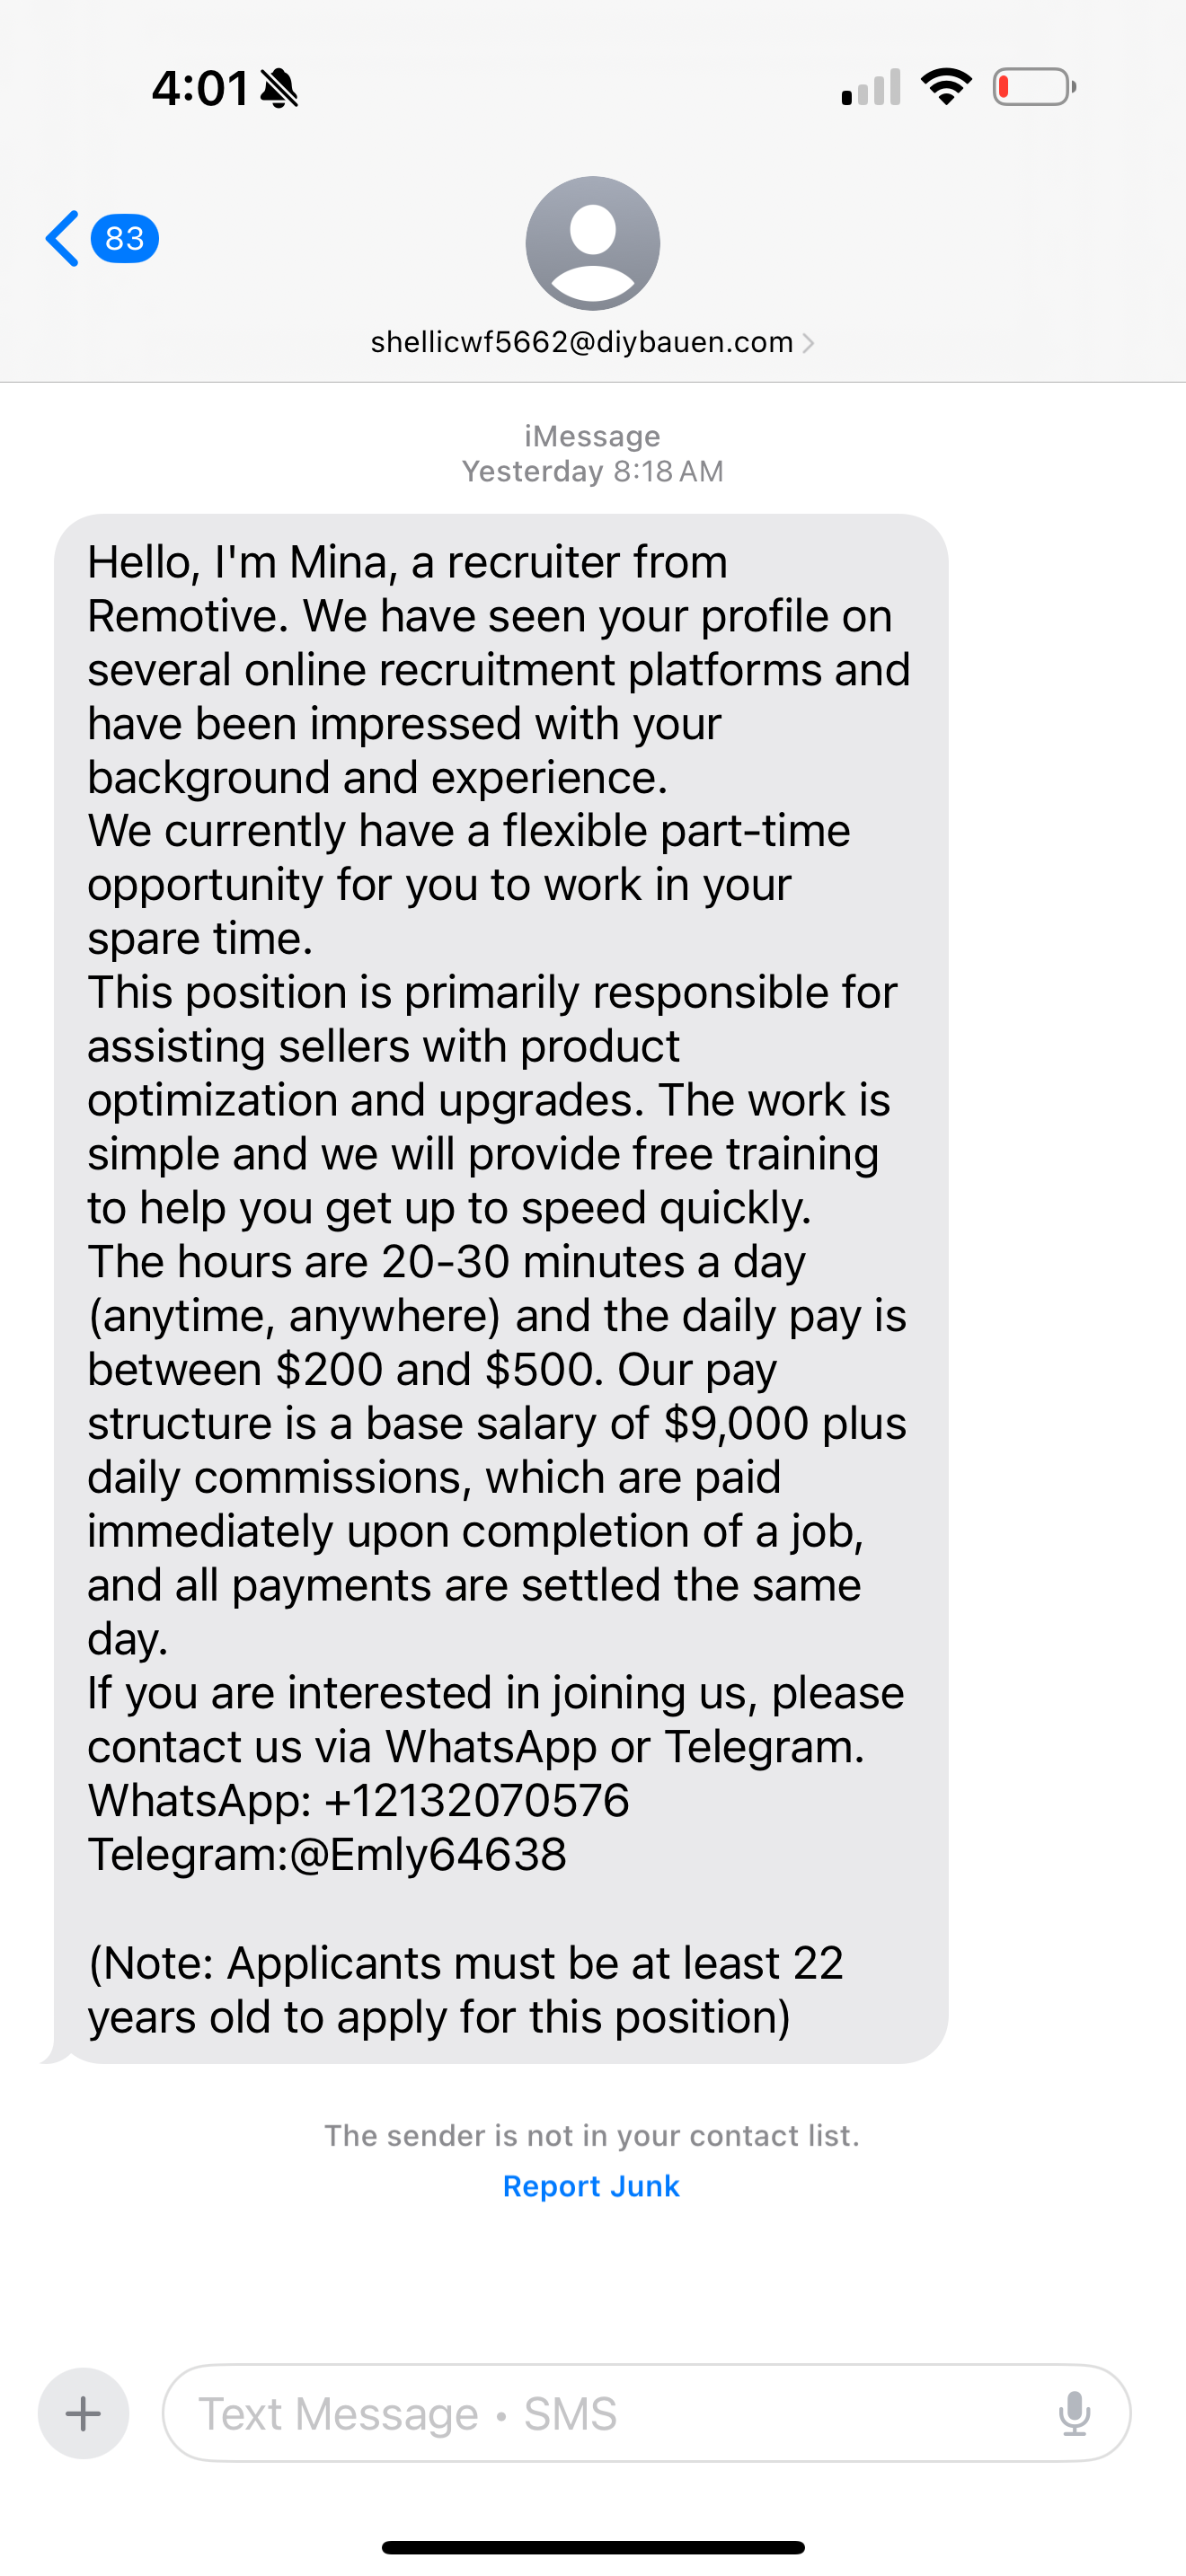 4:01
83
shellicwf5662@diybauen.com
iMessage
Yesterday 8:18 AM
Hello, I'm Mina, a recruiter from
Remotive. We have seen your profile on
several online recruitment platforms and
have been impressed with your
background and experience.
We currently have a flexible part-time
opportunity for you to work in your
spare time.
This position is primarily responsible for
assisting sellers with product
optimization and upgrades. The work is
simple and we will provide free training
to help you get up to speed quickly.
The hours are 20-30 minutes a day
(anytime, anywhere) and the daily pay is
between $200 and $500. Our pay
structure is a base salary of $9,000 plus
daily commissions, which are paid
immediately upon completion of a job,
and all payments are settled the same
day.
If you are interested in joining us, please
contact us via WhatsApp or Telegram.
WhatsApp: +12132070576
Telegram:@Emly64638
(Note: Applicants must be at least 22
years old to apply for this position)
The sender is not in your contact list.
Report Junk
Text Message • SMS